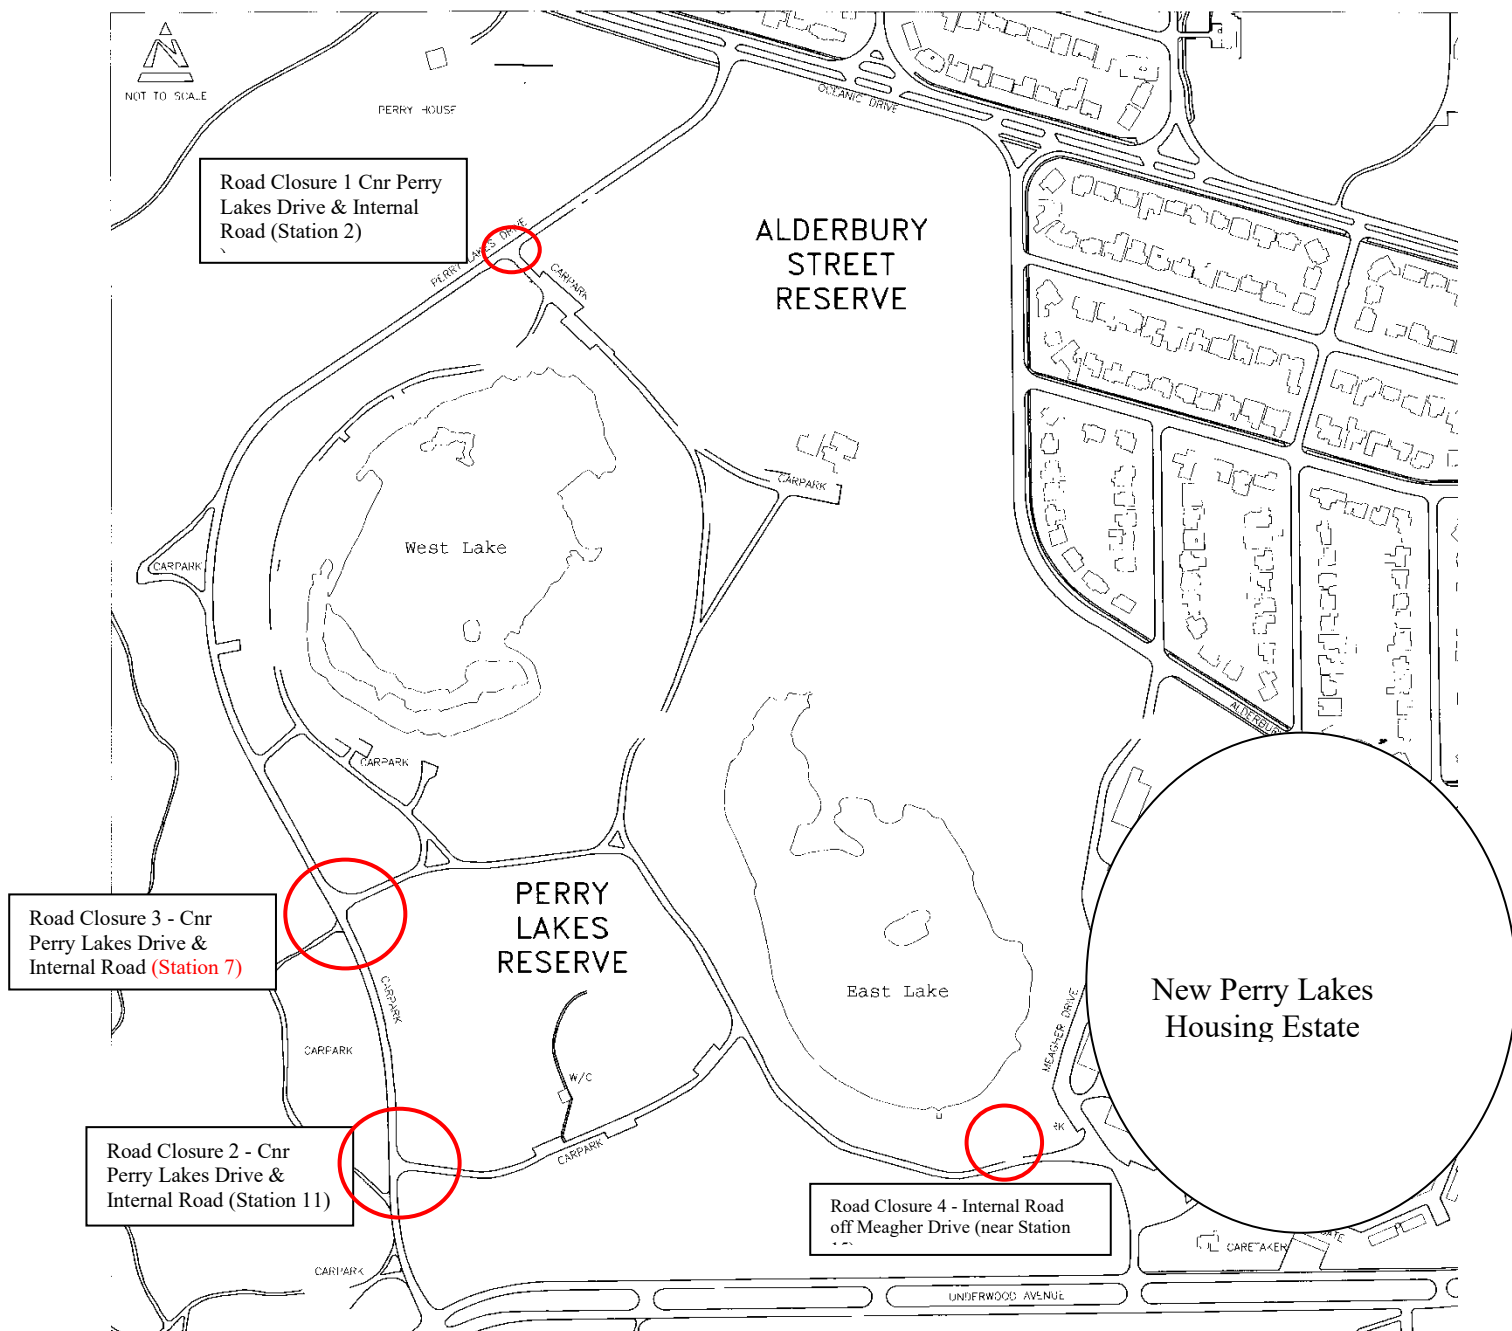 NOT TO SCALE
PERRY HOUSE
OCEANIC DRIVE
Road Closure 1 Cnr Perry
Lakes Drive & Internal
Road (Station 2)
PERRY LAKES DRIVE
CARPARK
ALDERBURY
STREET
RESERVE
CARPARK
West Lake
CARPARK
ALDERBURY
CARPARK
Road Closure 3 - Cnr
Perry Lakes Drive &
Internal Road (Station 7)
PERRY
LAKES
RESERVE
CARPARK
East Lake
MEAGHER DRIVE
New Perry Lakes
Housing Estate
CARPARK
W/C
Road Closure 2 - Cnr
Perry Lakes Drive &
Internal Road (Station 11)
CARPARK
Road Closure 4 - Internal Road
off Meagher Drive (near Station
CARETAKER
CARPARK
UNDERWOOD AVENUE